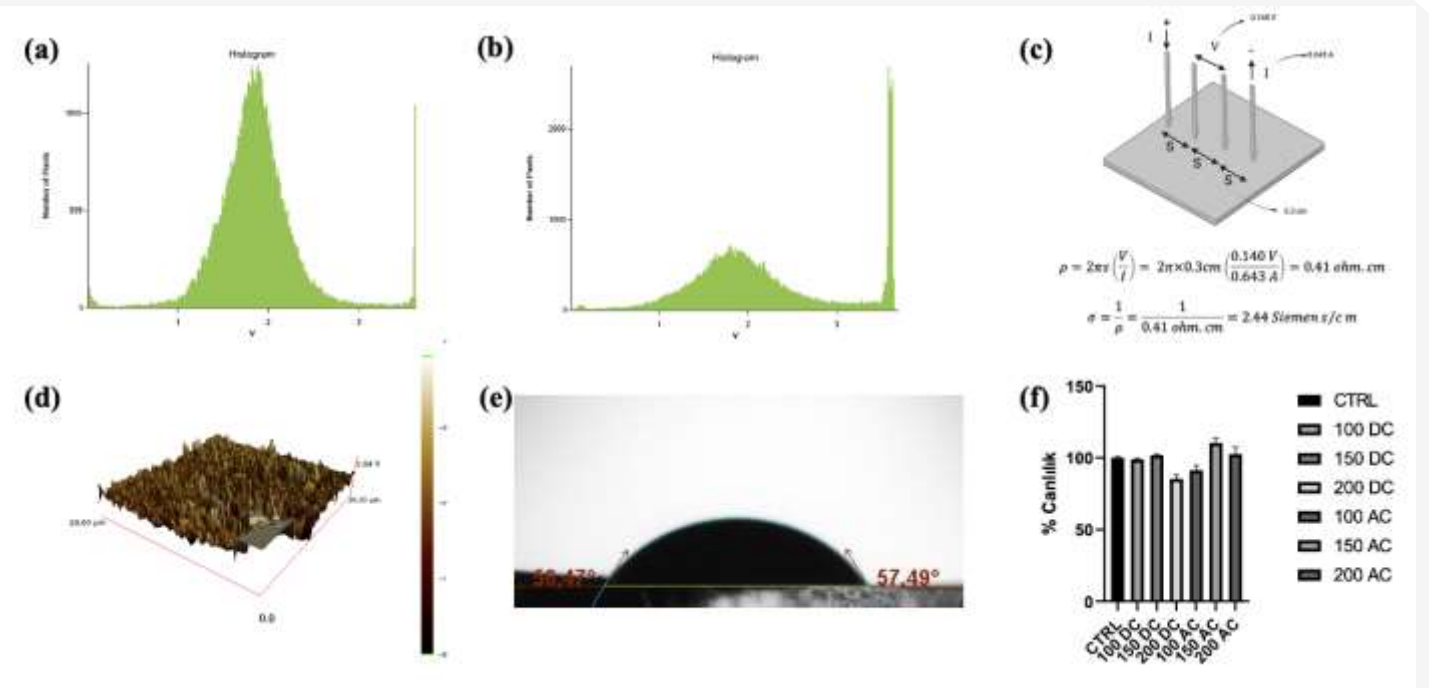 (a)
Histogram
Number of Pixels
1 2 3
V
(b)
Histogram
Number of Pixels
2000
1000
0
1 2 3
V
(c)
+
I
V
-
I
S
S
S
ρ = 2πs (V/I) = 2π×0.3cm (0.140 V/0.643 A) = 0.41 ohm.cm
σ = 1/ρ = 1/0.41 ohm.cm = 2.44 Siemens/cm
(d)
0.0
(e)
57.49°
(f)
% Canlılık
150
100
50
0
CTRL
100 DC
150 DC
200 DC
100 AC
150 AC
200 AC
CTRL
100 DC
150 DC
200 DC
100 AC
150 AC
200 AC